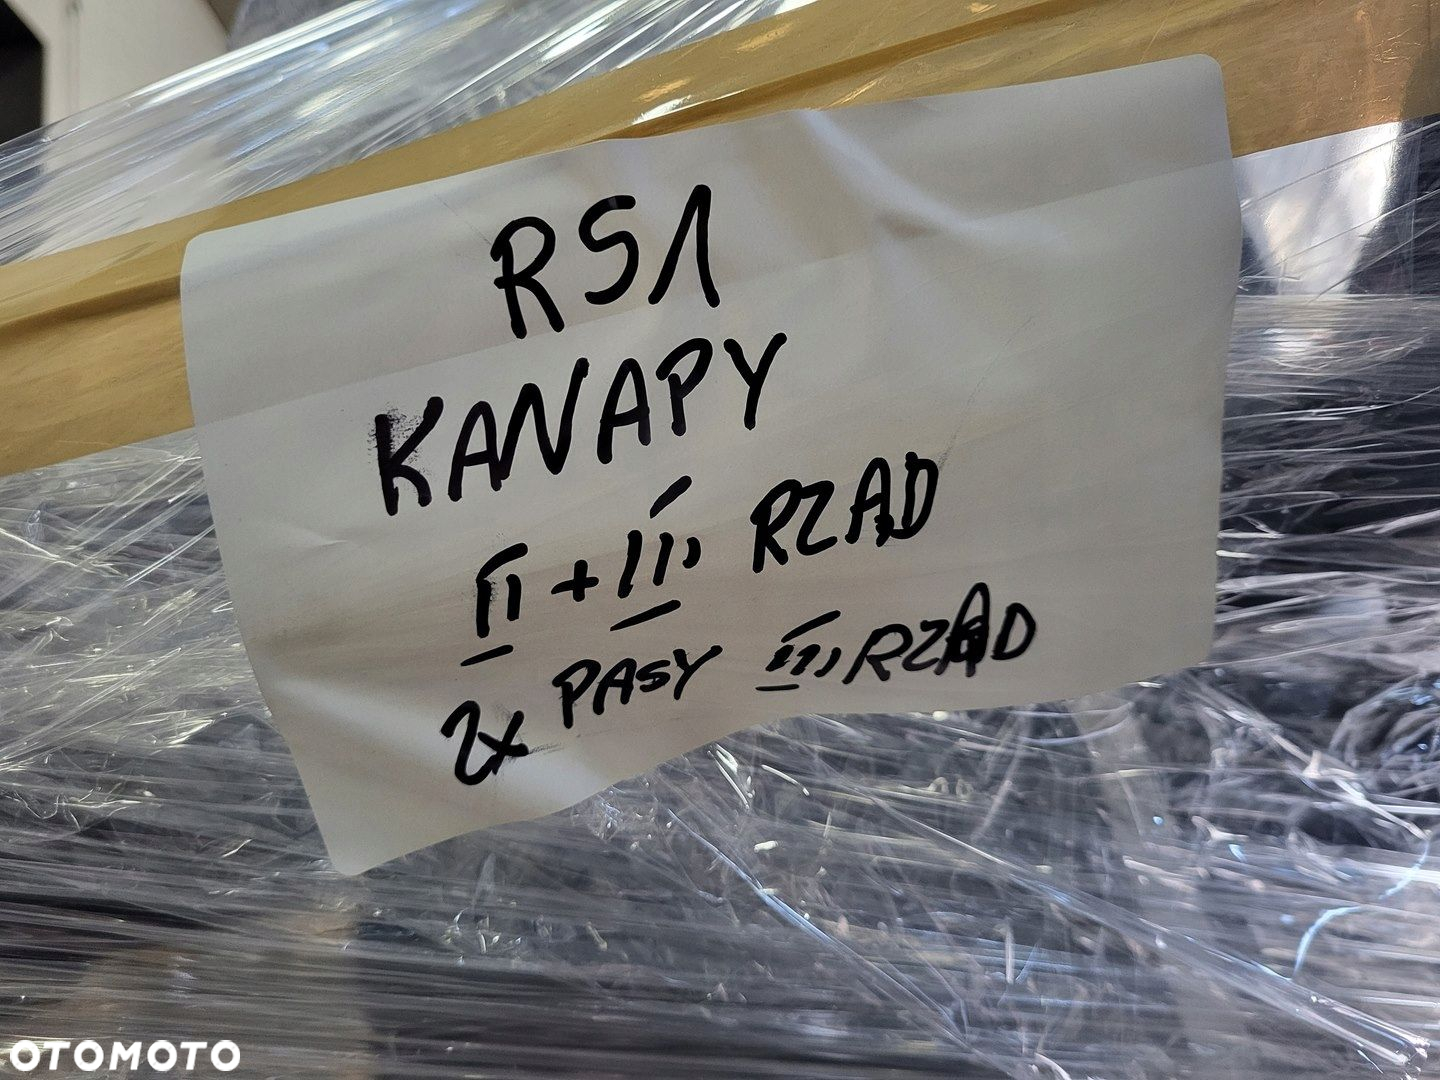 RS1
KANAPY
II + III RZAD
2x PASY III RZAD
OTOMOTO